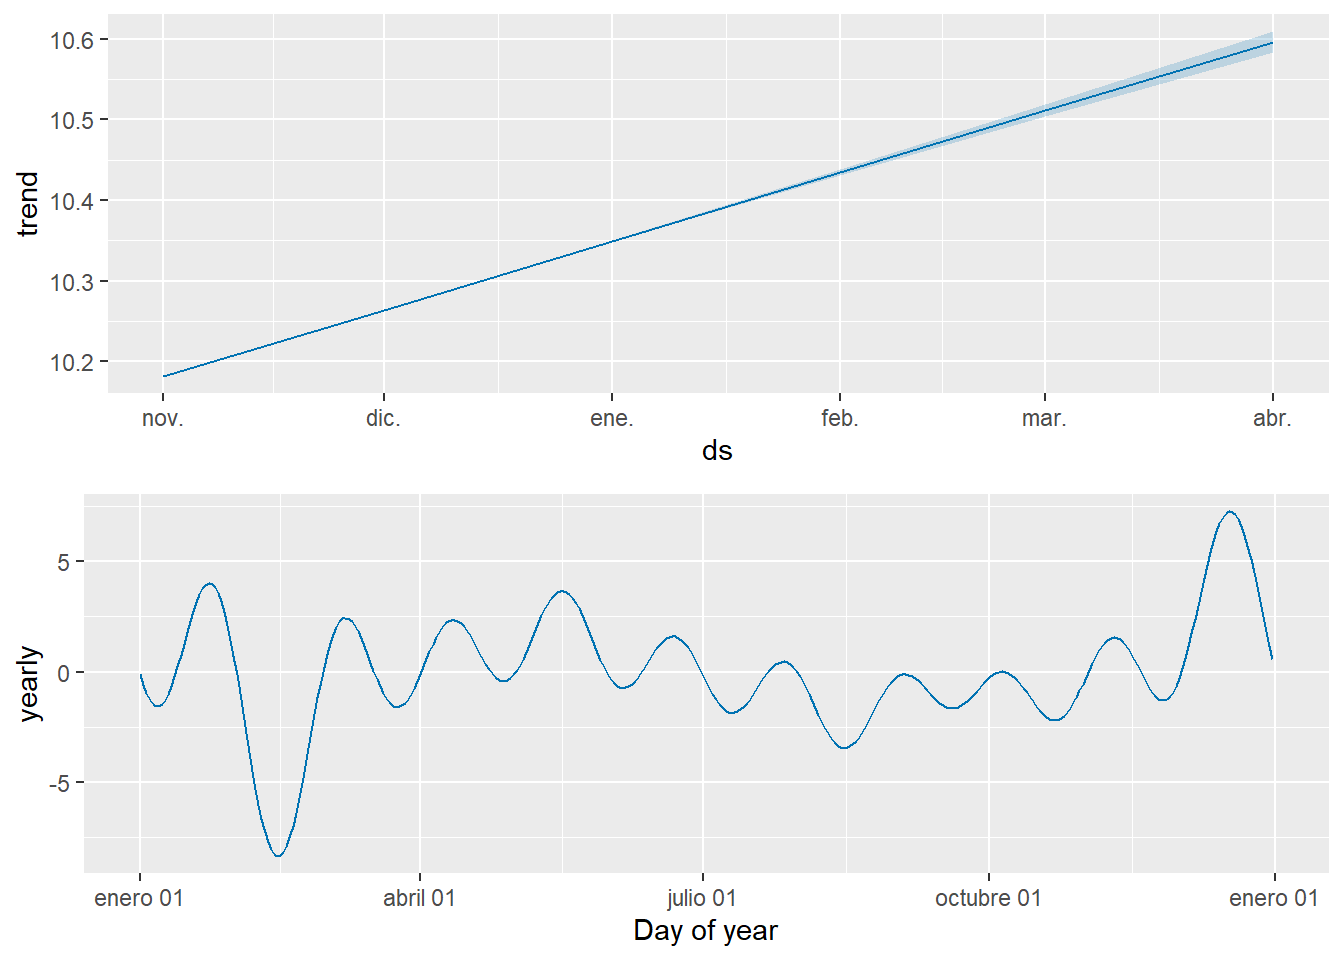 10.6
10.5
10.4
10.3
10.2
trend
nov. dic. ene. feb. mar. abr.
ds
5
0
-5
yearly
enero 01 abril 01 julio 01 octubre 01 enero 01
Day of year